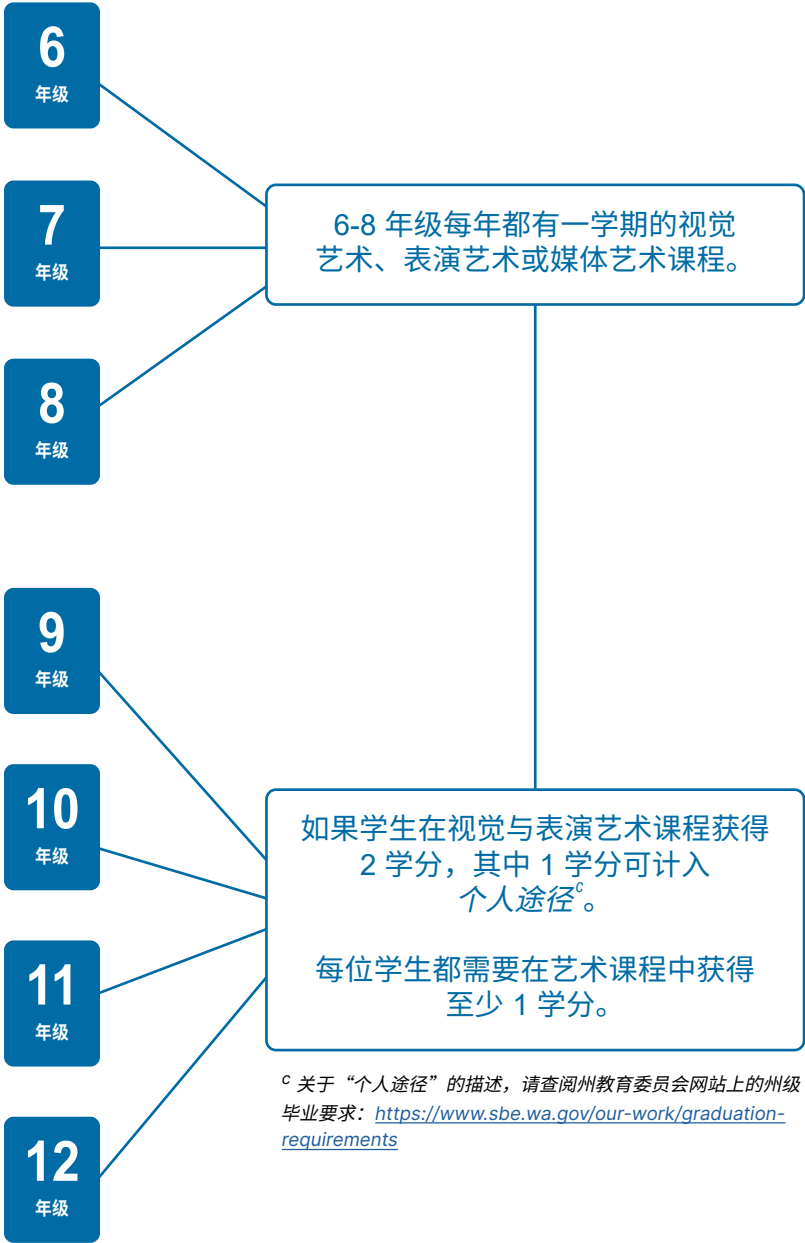 6
年级
7
年级
8
年级
6-8 年级每年都有一学期的视觉
艺术、表演艺术或媒体艺术课程。
9
年级
10
年级
11
年级
12
年级
如果学生在视觉与表演艺术课程获得
2 学分，其中 1 学分可计入
个人途径c。
每位学生都需要在艺术课程中获得
至少 1 学分。
c 关于“个人途径”的描述，请查阅州教育委员会网站上的州级
毕业要求：https://www.sbe.wa.gov/our-work/graduation-
requirements